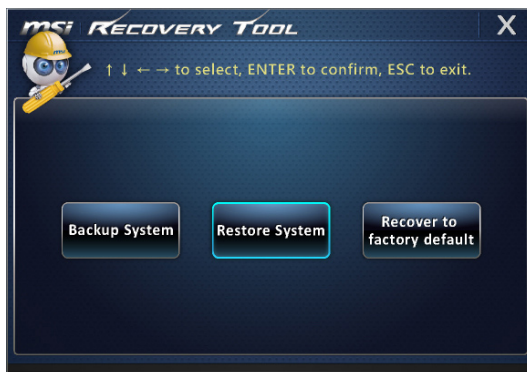 msi RECOVERY TOOL X
msi
↑ ↓ ← → to select, ENTER to confirm, ESC to exit.
Backup System
Restore System
Recover to
factory default